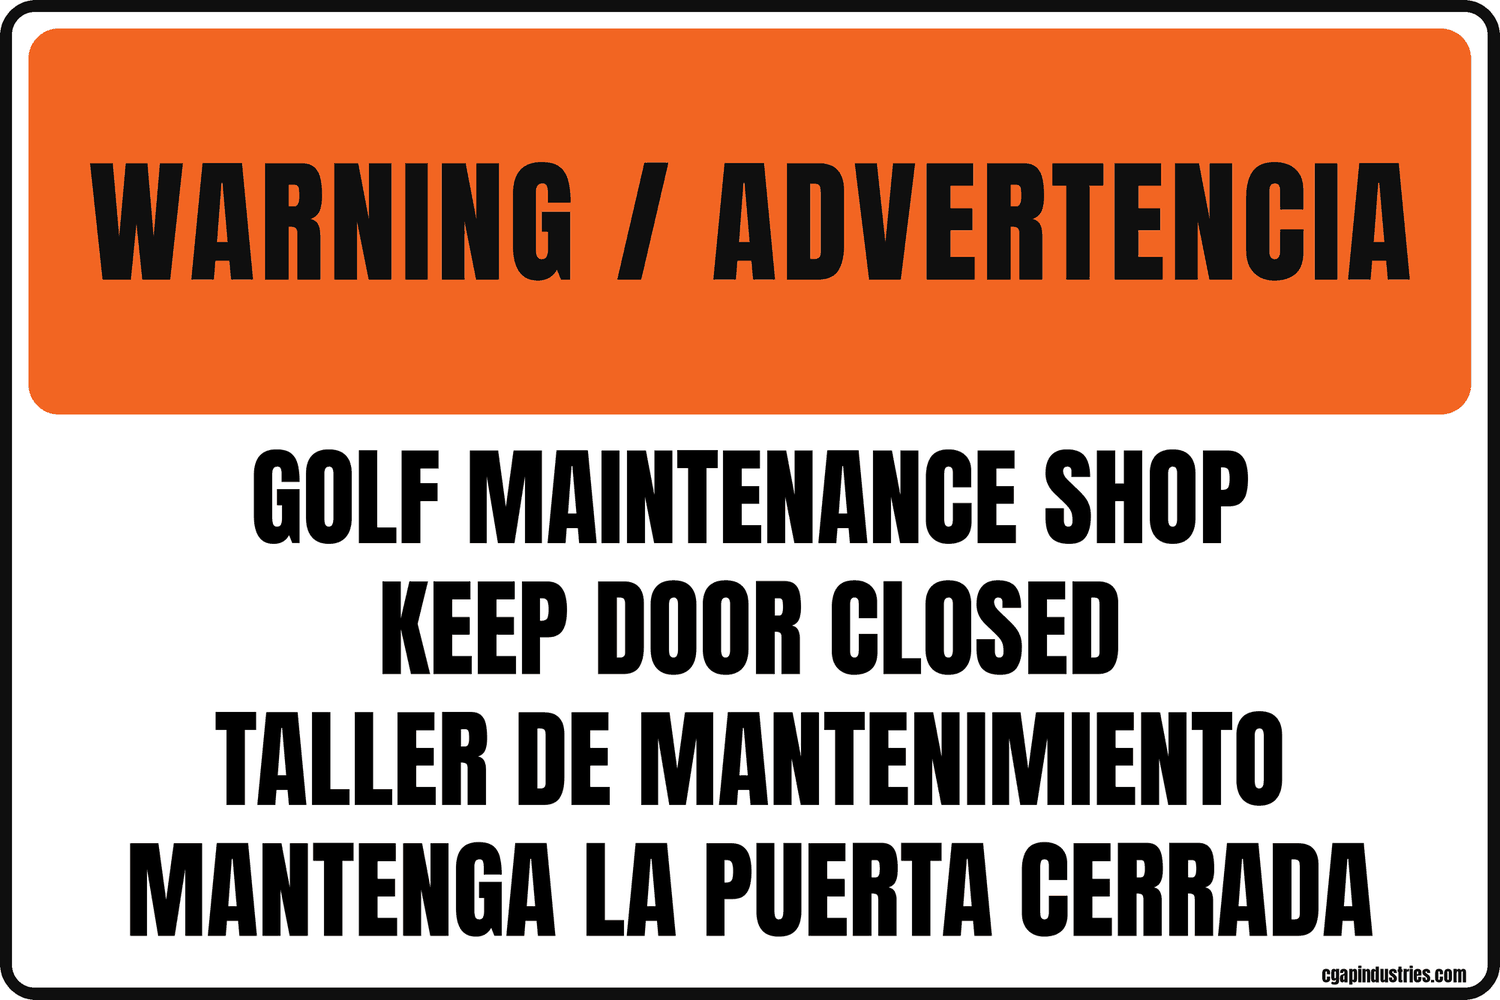 WARNING / ADVERTENCIA
GOLF MAINTENANCE SHOP
KEEP DOOR CLOSED
TALLER DE MANTENIMIENTO
MANTENGA LA PUERTA CERRADA
cgapindustries.com